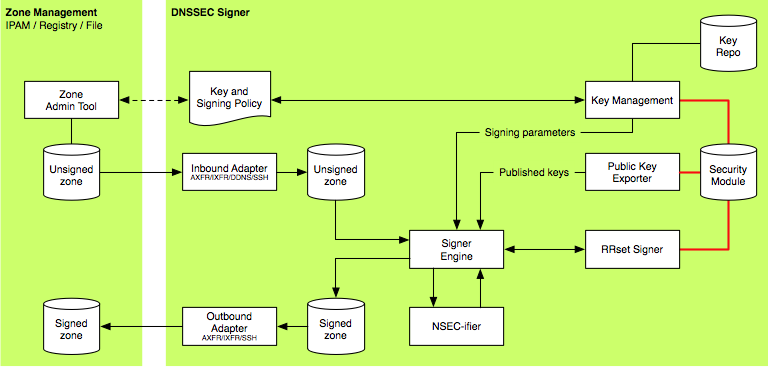 Zone Management
IPAM / Registry / File
DNSSEC Signer
Key
Repo
Zone
Admin Tool
Key and
Signing Policy
Key Management
Signing parameters
Unsigned
zone
Inbound Adapter
AXFR/IXFR/DDNS/SSH
Unsigned
zone
Published keys
Public Key
Exporter
Security
Module
Signer
Engine
RRset Signer
Signed
zone
Outbound
Adapter
AXFR/IXFR/SSH
Signed
zone
NSEC-ifier